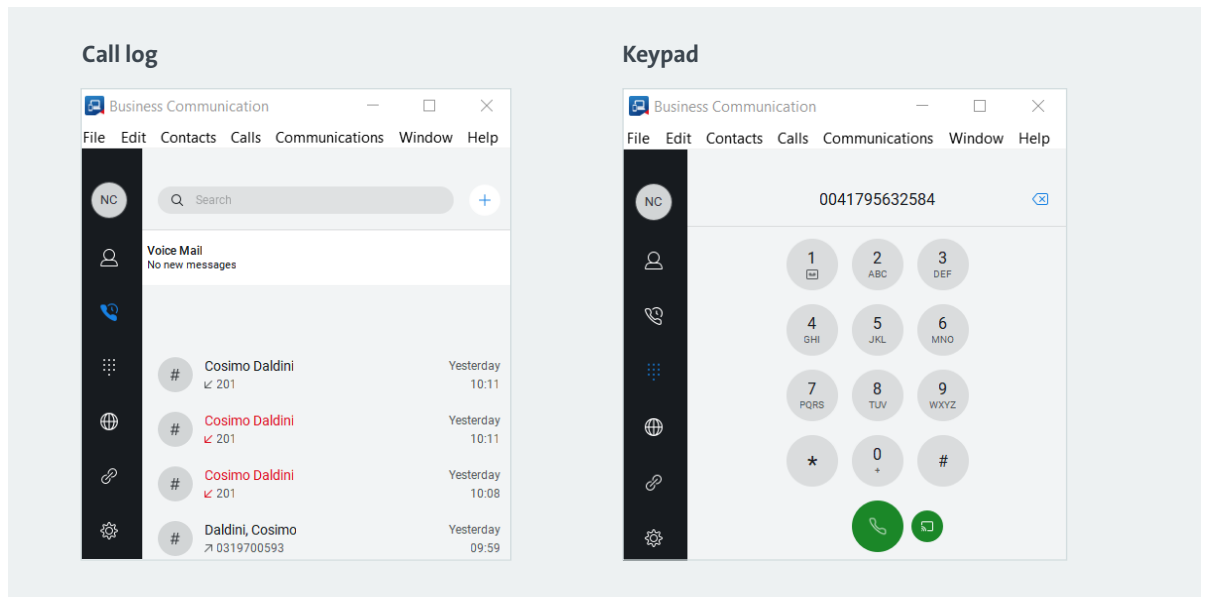 Call log
Business Communication
File Edit Contacts Calls Communications Window Help
NC
Search
Voice Mail
No new messages
# Cosimo Daldini Yesterday
201 10:11
# Cosimo Daldini Yesterday
201 10:11
# Cosimo Daldini Yesterday
201 10:08
# Daldini, Cosimo Yesterday
0319700593 09:59
Keypad
Business Communication
File Edit Contacts Calls Communications Window Help
NC
0041795632584
1 2 3
ABC DEF
4 5 6
GHI JKL MNO
7 8 9
PQRS TUV WXYZ
* 0 #
+